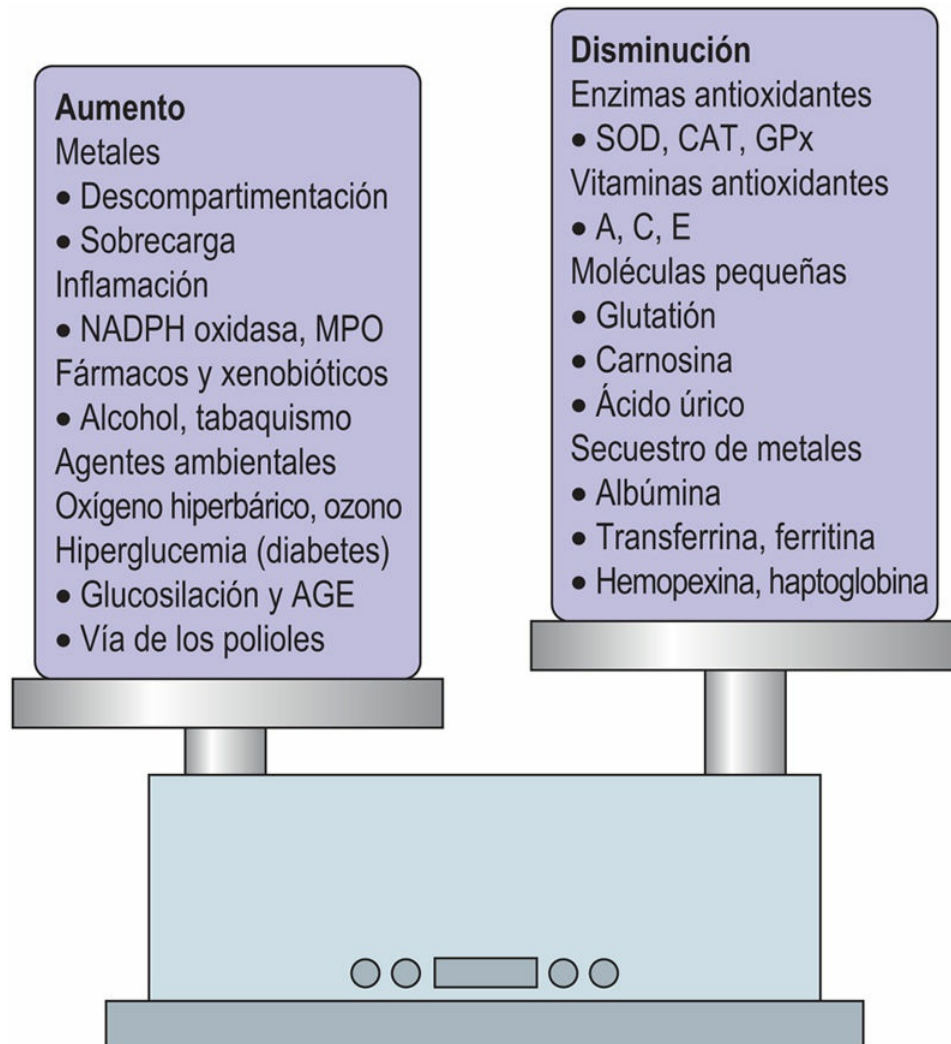 Aumento
Metales
• Descompartimentación
• Sobrecarga
Inflamación
• NADPH oxidasa, MPO
Fármacos y xenobióticos
• Alcohol, tabaquismo
Agentes ambientales
Oxígeno hiperbárico, ozono
Hiperglucemia (diabetes)
• Glucosilación y AGE
• Vía de los polioles
Disminución
Enzimas antioxidantes
• SOD, CAT, GPx
Vitaminas antioxidantes
• A, C, E
Moléculas pequeñas
• Glutatión
• Carnosina
• Ácido úrico
Secuestro de metales
• Albúmina
• Transferrina, ferritina
• Hemopexina, haptoglobina